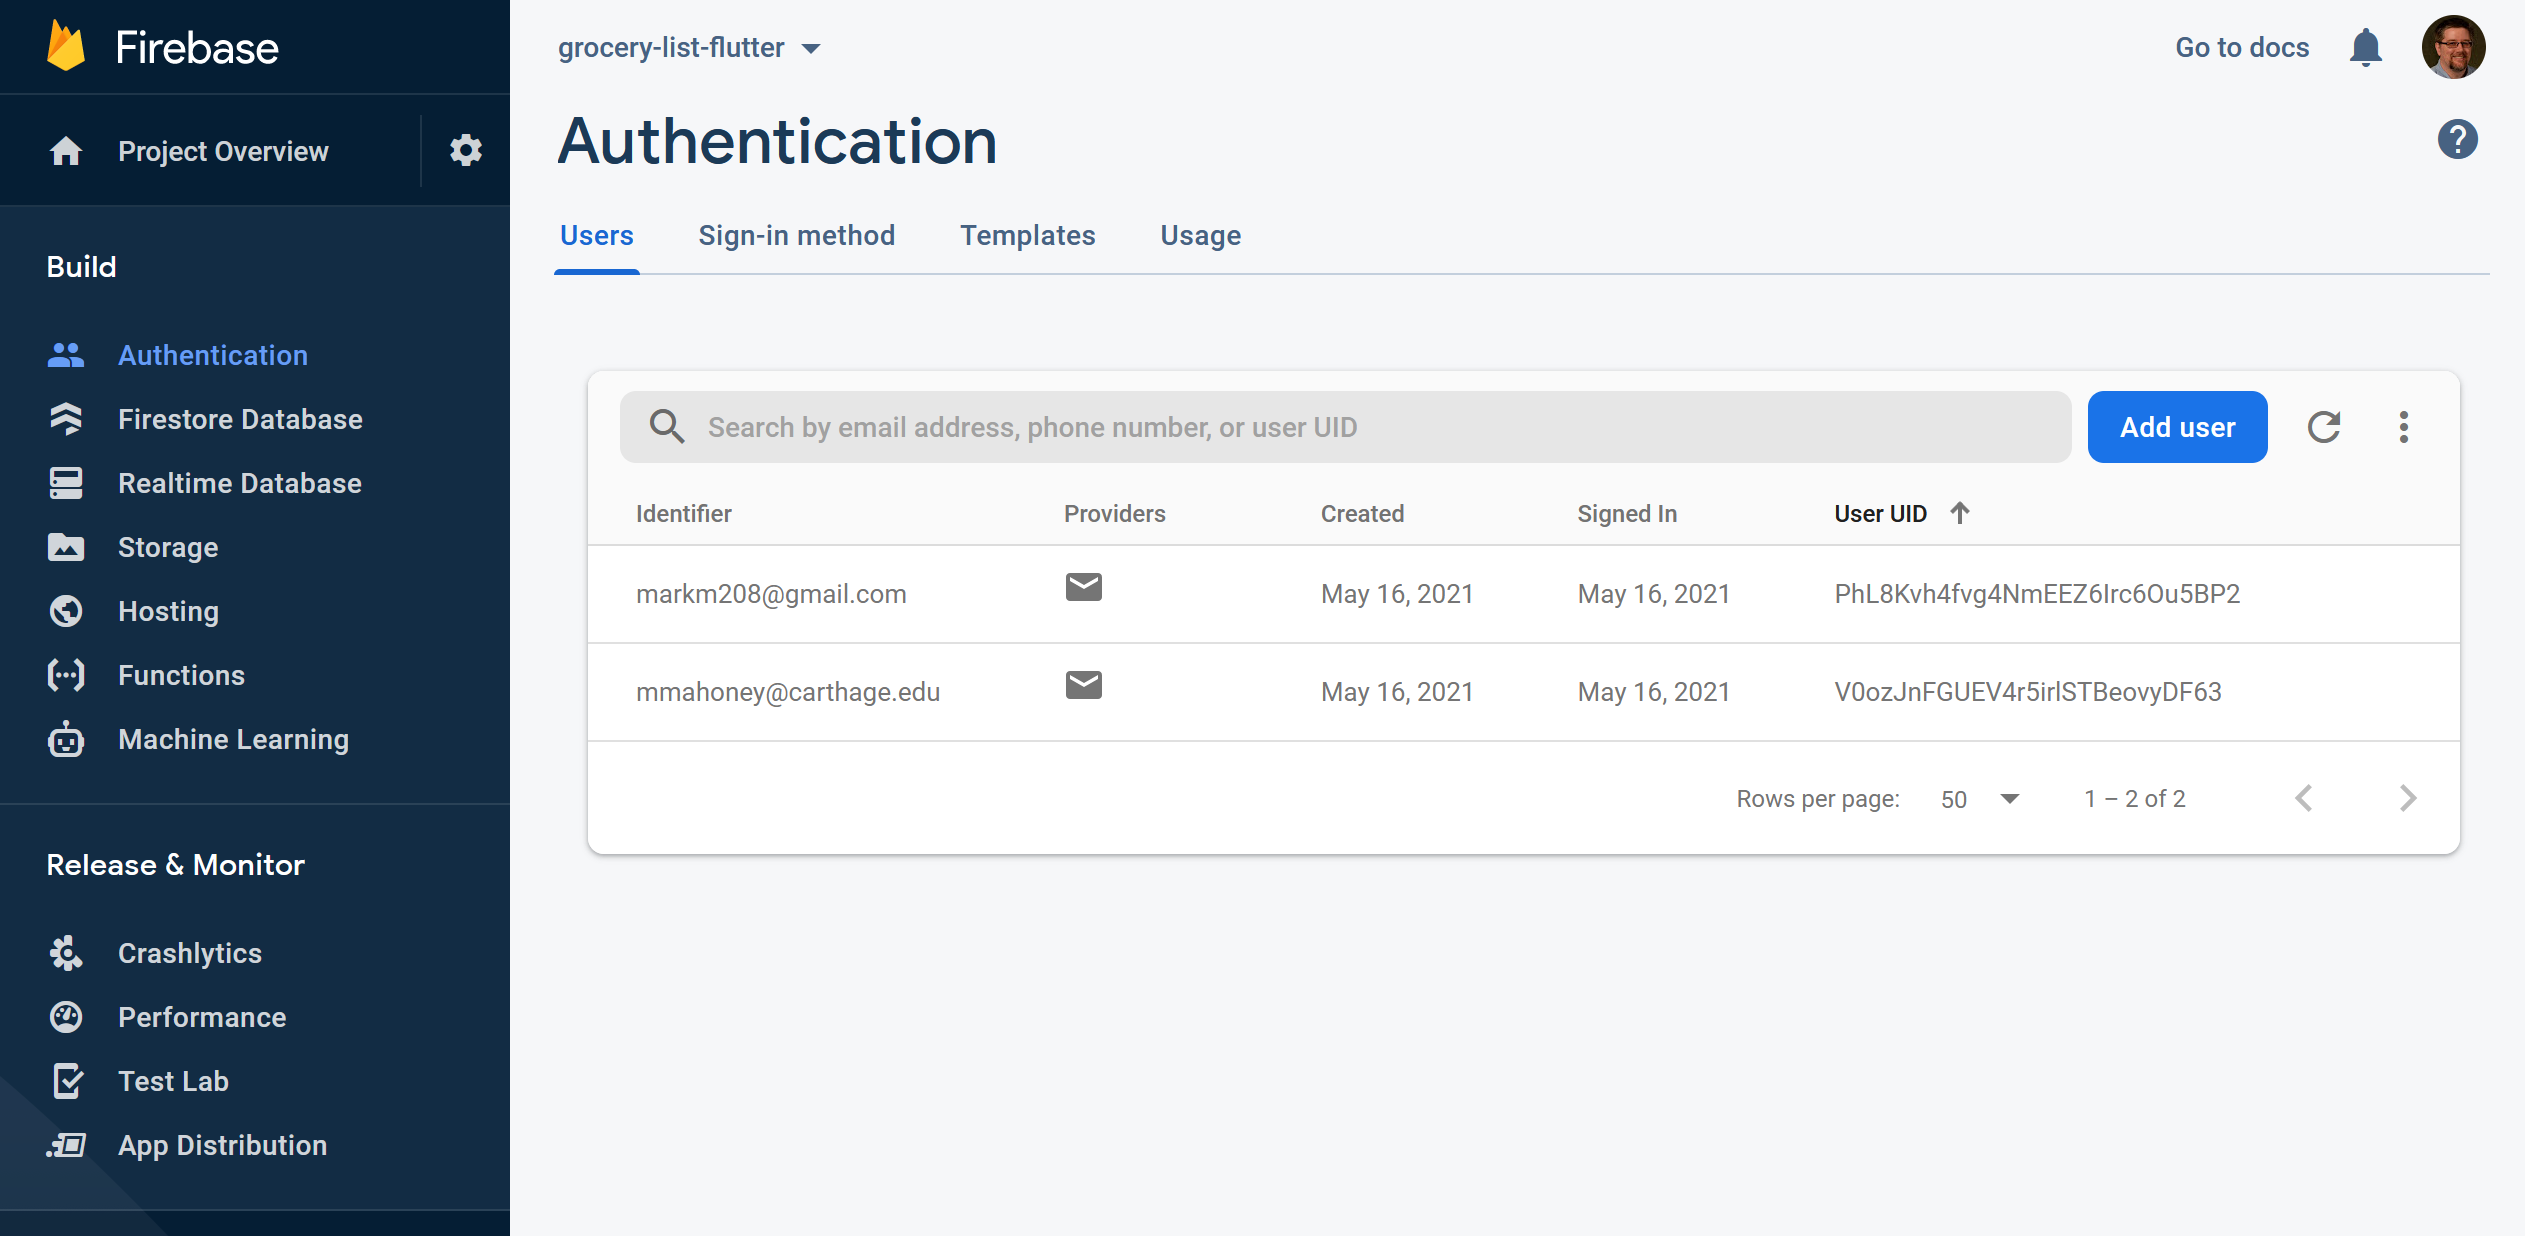 Firebase
Project Overview
Build
Authentication
Firestore Database
Realtime Database
Storage
Hosting
Functions
Machine Learning
Release & Monitor
Crashlytics
Performance
Test Lab
App Distribution
grocery-list-flutter
Go to docs
Authentication
Users Sign-in method Templates Usage
Search by email address, phone number, or user UID Add user
Identifier Providers Created Signed In User UID
markm208@gmail.com May 16, 2021 May 16, 2021 PhL8Kvh4fvg4NmEEZ6Irc6Ou5BP2
mmahoney@carthage.edu May 16, 2021 May 16, 2021 V0ozJnFGUEV4r5irlSTBeovyDF63
Rows per page: 50 1 – 2 of 2